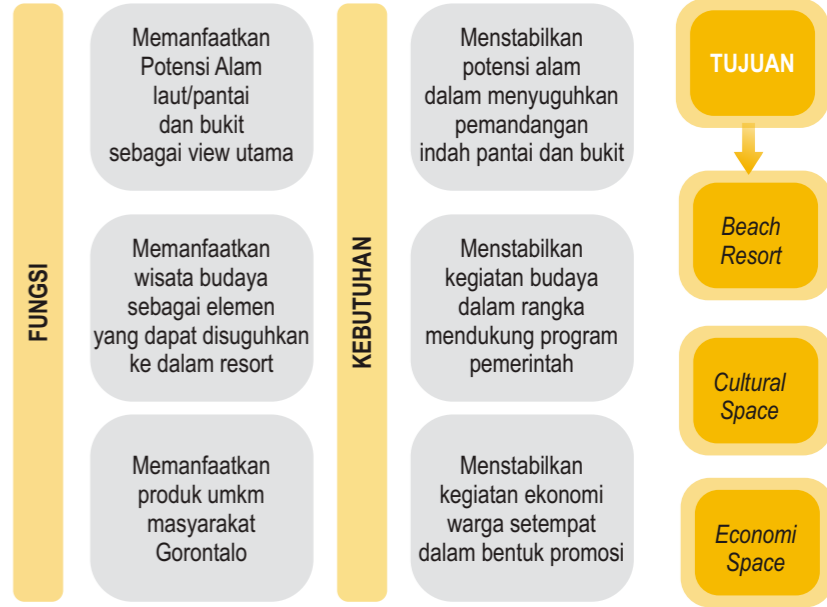 FUNGSI
Memanfaatkan
Potensi Alam
laut/pantai
dan bukit
sebagai view utama
Memanfaatkan
wisata budaya
sebagai elemen
yang dapat disuguhkan
ke dalam resort
Memanfaatkan
produk umkm
masyarakat
Gorontalo
KEBUTUHAN
Menstabilkan
potensi alam
dalam menyuguhkan
pemandangan
indah pantai dan bukit
Menstabilkan
kegiatan budaya
dalam rangka
mendukung program
pemerintah
Menstabilkan
kegiatan ekonomi
warga setempat
dalam bentuk promosi
TUJUAN
Beach
Resort
Cultural
Space
Economi
Space